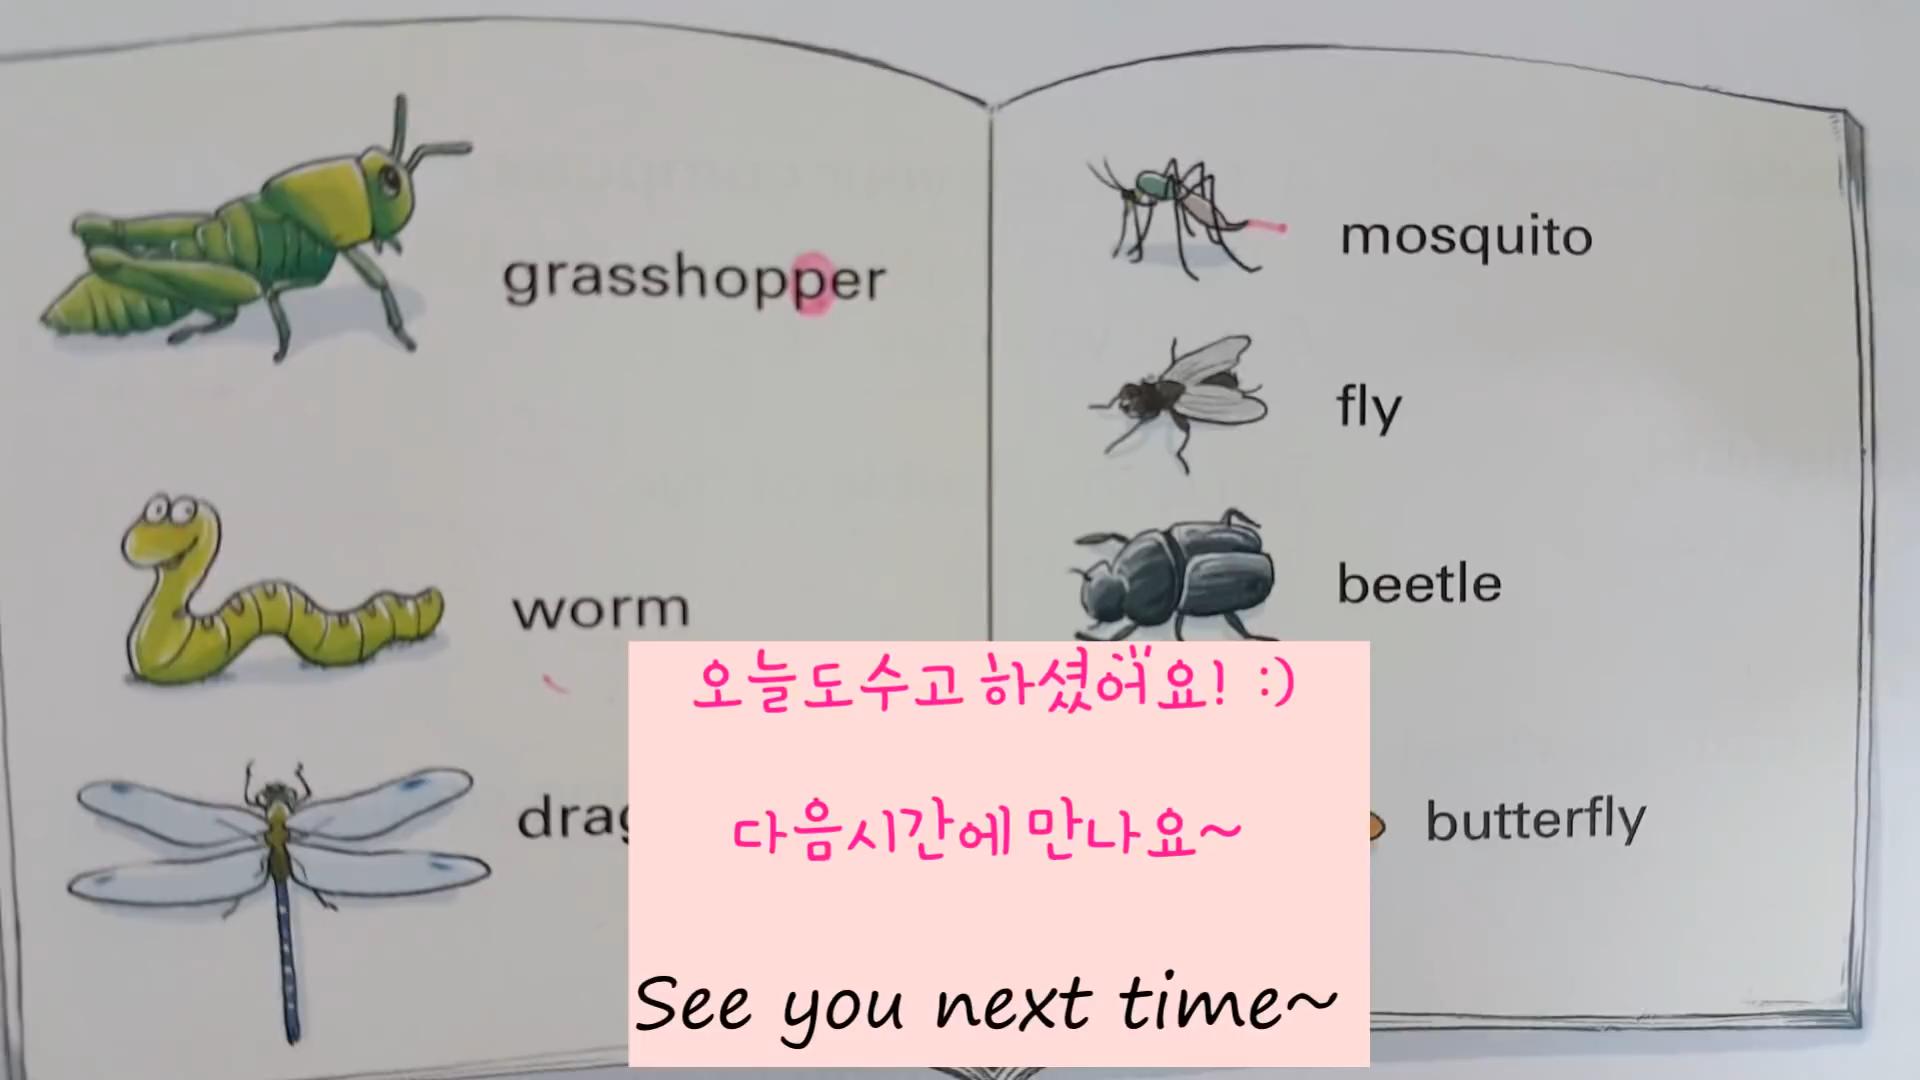 grasshopper
worm
mosquito
fly
beetle
butterfly
오늘도 수고 하셨어요! :)
다음시간에 만나요~
See you next time~